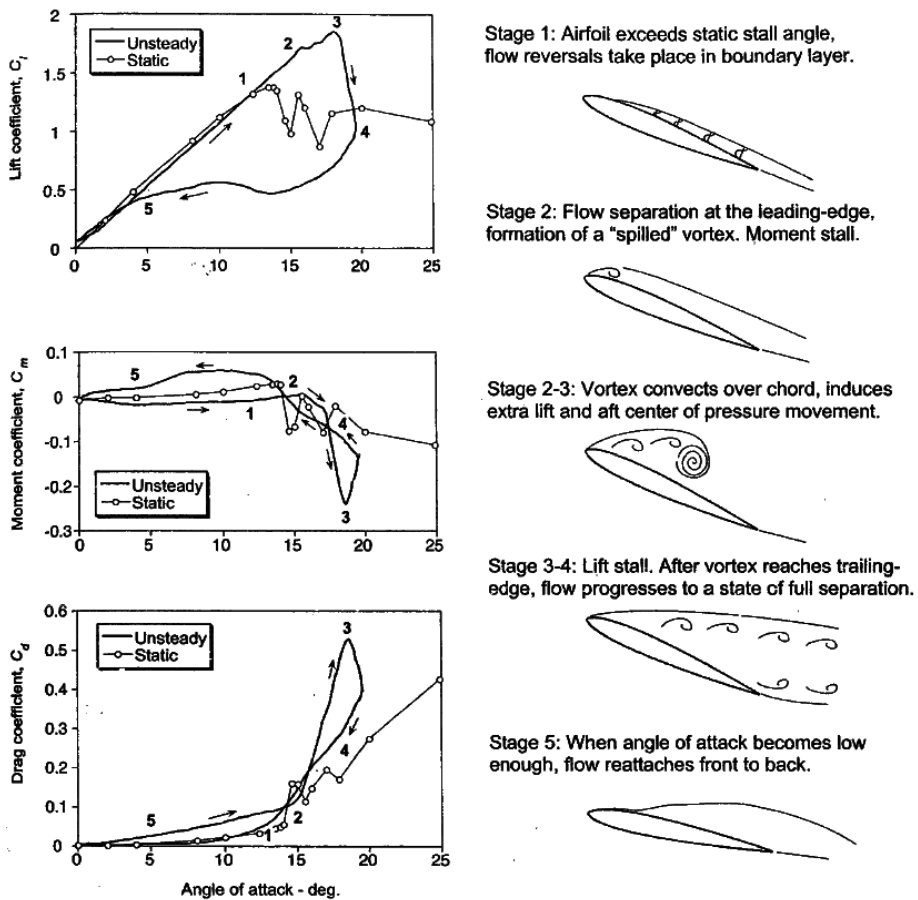 Lift coefficient, C_l
2
1.5
1
0.5
0
0 5 10 15 20 25
Unsteady
Static
1
2
3
4
5
Moment coefficient, C_m
0.1
0
-0.1
-0.2
-0.3
0 5 10 15 20 25
Unsteady
Static
5
1
2
4
3
Drag coefficient, C_d
0.6
0.5
0.4
0.3
0.2
0.1
0
0 5 10 15 20 25
Unsteady
Static
3
4
5
1
2
Angle of attack - deg.
Stage 1: Airfoil exceeds static stall angle,
flow reversals take place in boundary layer.
Stage 2: Flow separation at the leading-edge,
formation of a "spilled" vortex. Moment stall.
Stage 2-3: Vortex convects over chord, induces
extra lift and aft center of pressure movement.
Stage 3-4: Lift stall. After vortex reaches trailing-
edge, flow progresses to a state of full separation.
Stage 5: When angle of attack becomes low
enough, flow reattaches front to back.